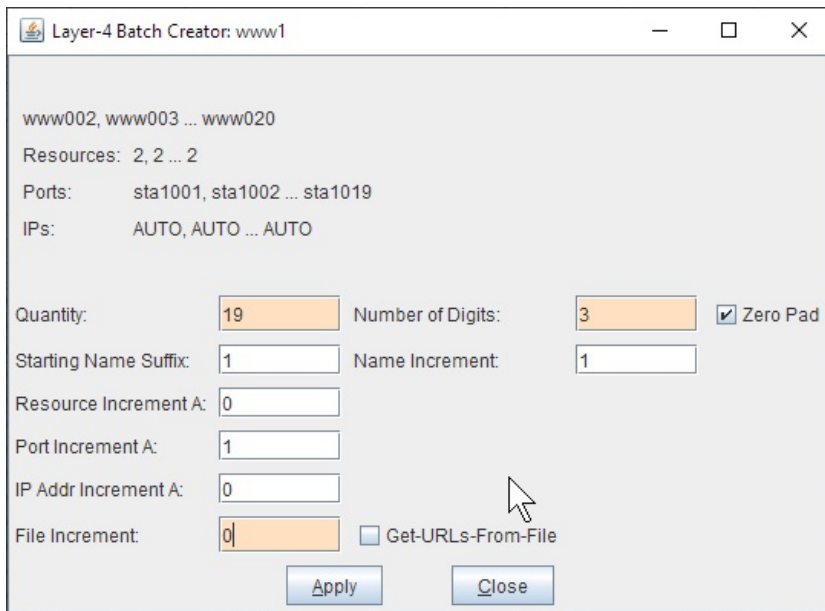 Layer-4 Batch Creator: www1
www002, www003 ... www020
Resources: 2, 2 ... 2
Ports: sta1001, sta1002 ... sta1019
IPs: AUTO, AUTO ... AUTO
Quantity: 19 Number of Digits: 3 Zero Pad
Starting Name Suffix: 1 Name Increment: 1
Resource Increment A: 0
Port Increment A: 1
IP Addr Increment A: 0
File Increment: 0 Get-URLs-From-File
Apply Close